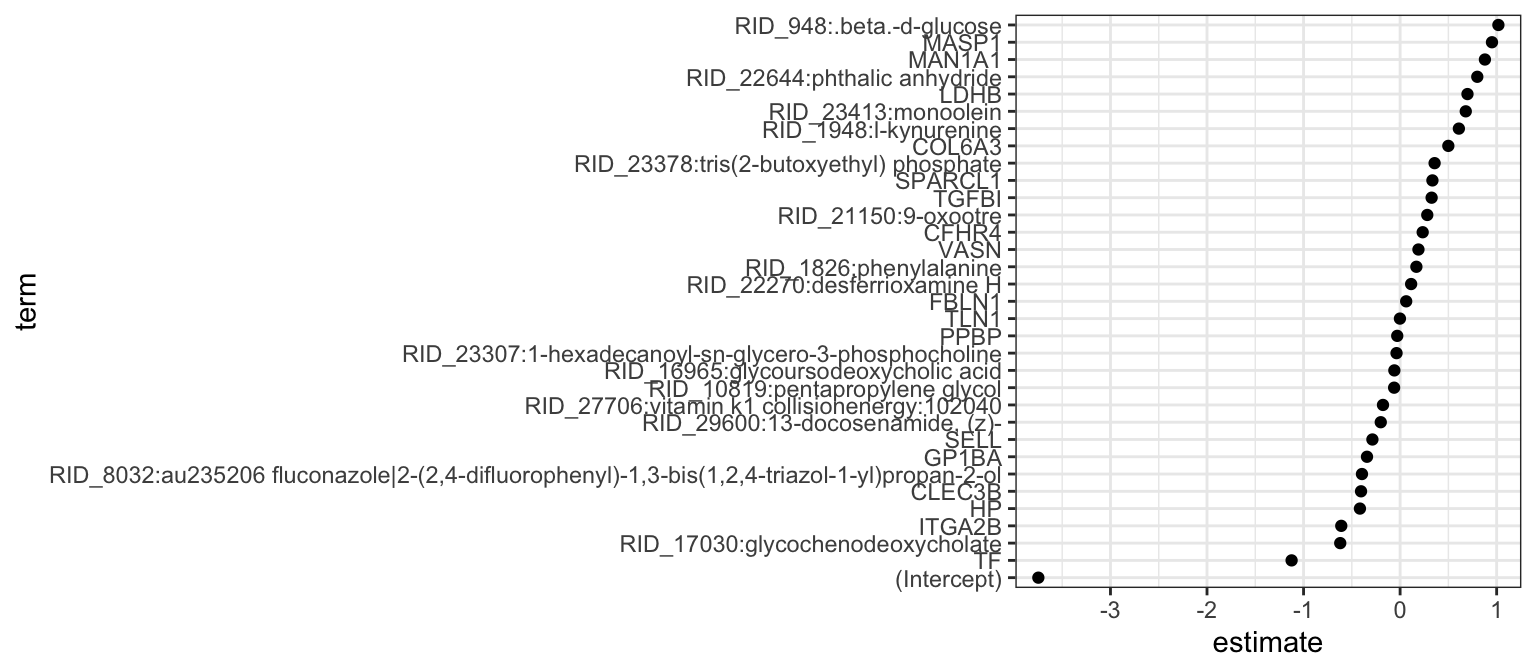 RID_948:.beta.-d-glucose
MASP1
MAN1A1
RID_22644:phthalic anhydride
LDHB
RID_23413:monoolein
RID_1948:l-kynurenine
COL6A3
RID_23378:tris(2-butoxyethyl) phosphate
SPARCL1
TGFBI
RID_21150:9-oxootre
CFHR4
VASN
RID_1826:phenylalanine
RID_22270:desferrioxamine H
FBLN1
TLN1
PPBP
RID_23307:1-hexadecanoyl-sn-glycero-3-phosphocholine
RID_16965:glycoursodeoxycholic acid
RID_10819:pentapropylene glycol
RID_27706:vitamin k1 collisionenergy:102040
RID_29600:13-docosenamide, (z)-
SELL
GP1BA
RID_8032:au235206 fluconazole|2-(2,4-difluorophenyl)-1,3-bis(1,2,4-triazol-1-yl)propan-2-ol
CLEC3B
HP
ITGA2B
RID_17030:glycochenodeoxycholate
TF
(Intercept)
term
-3 -2 -1 0 1
estimate